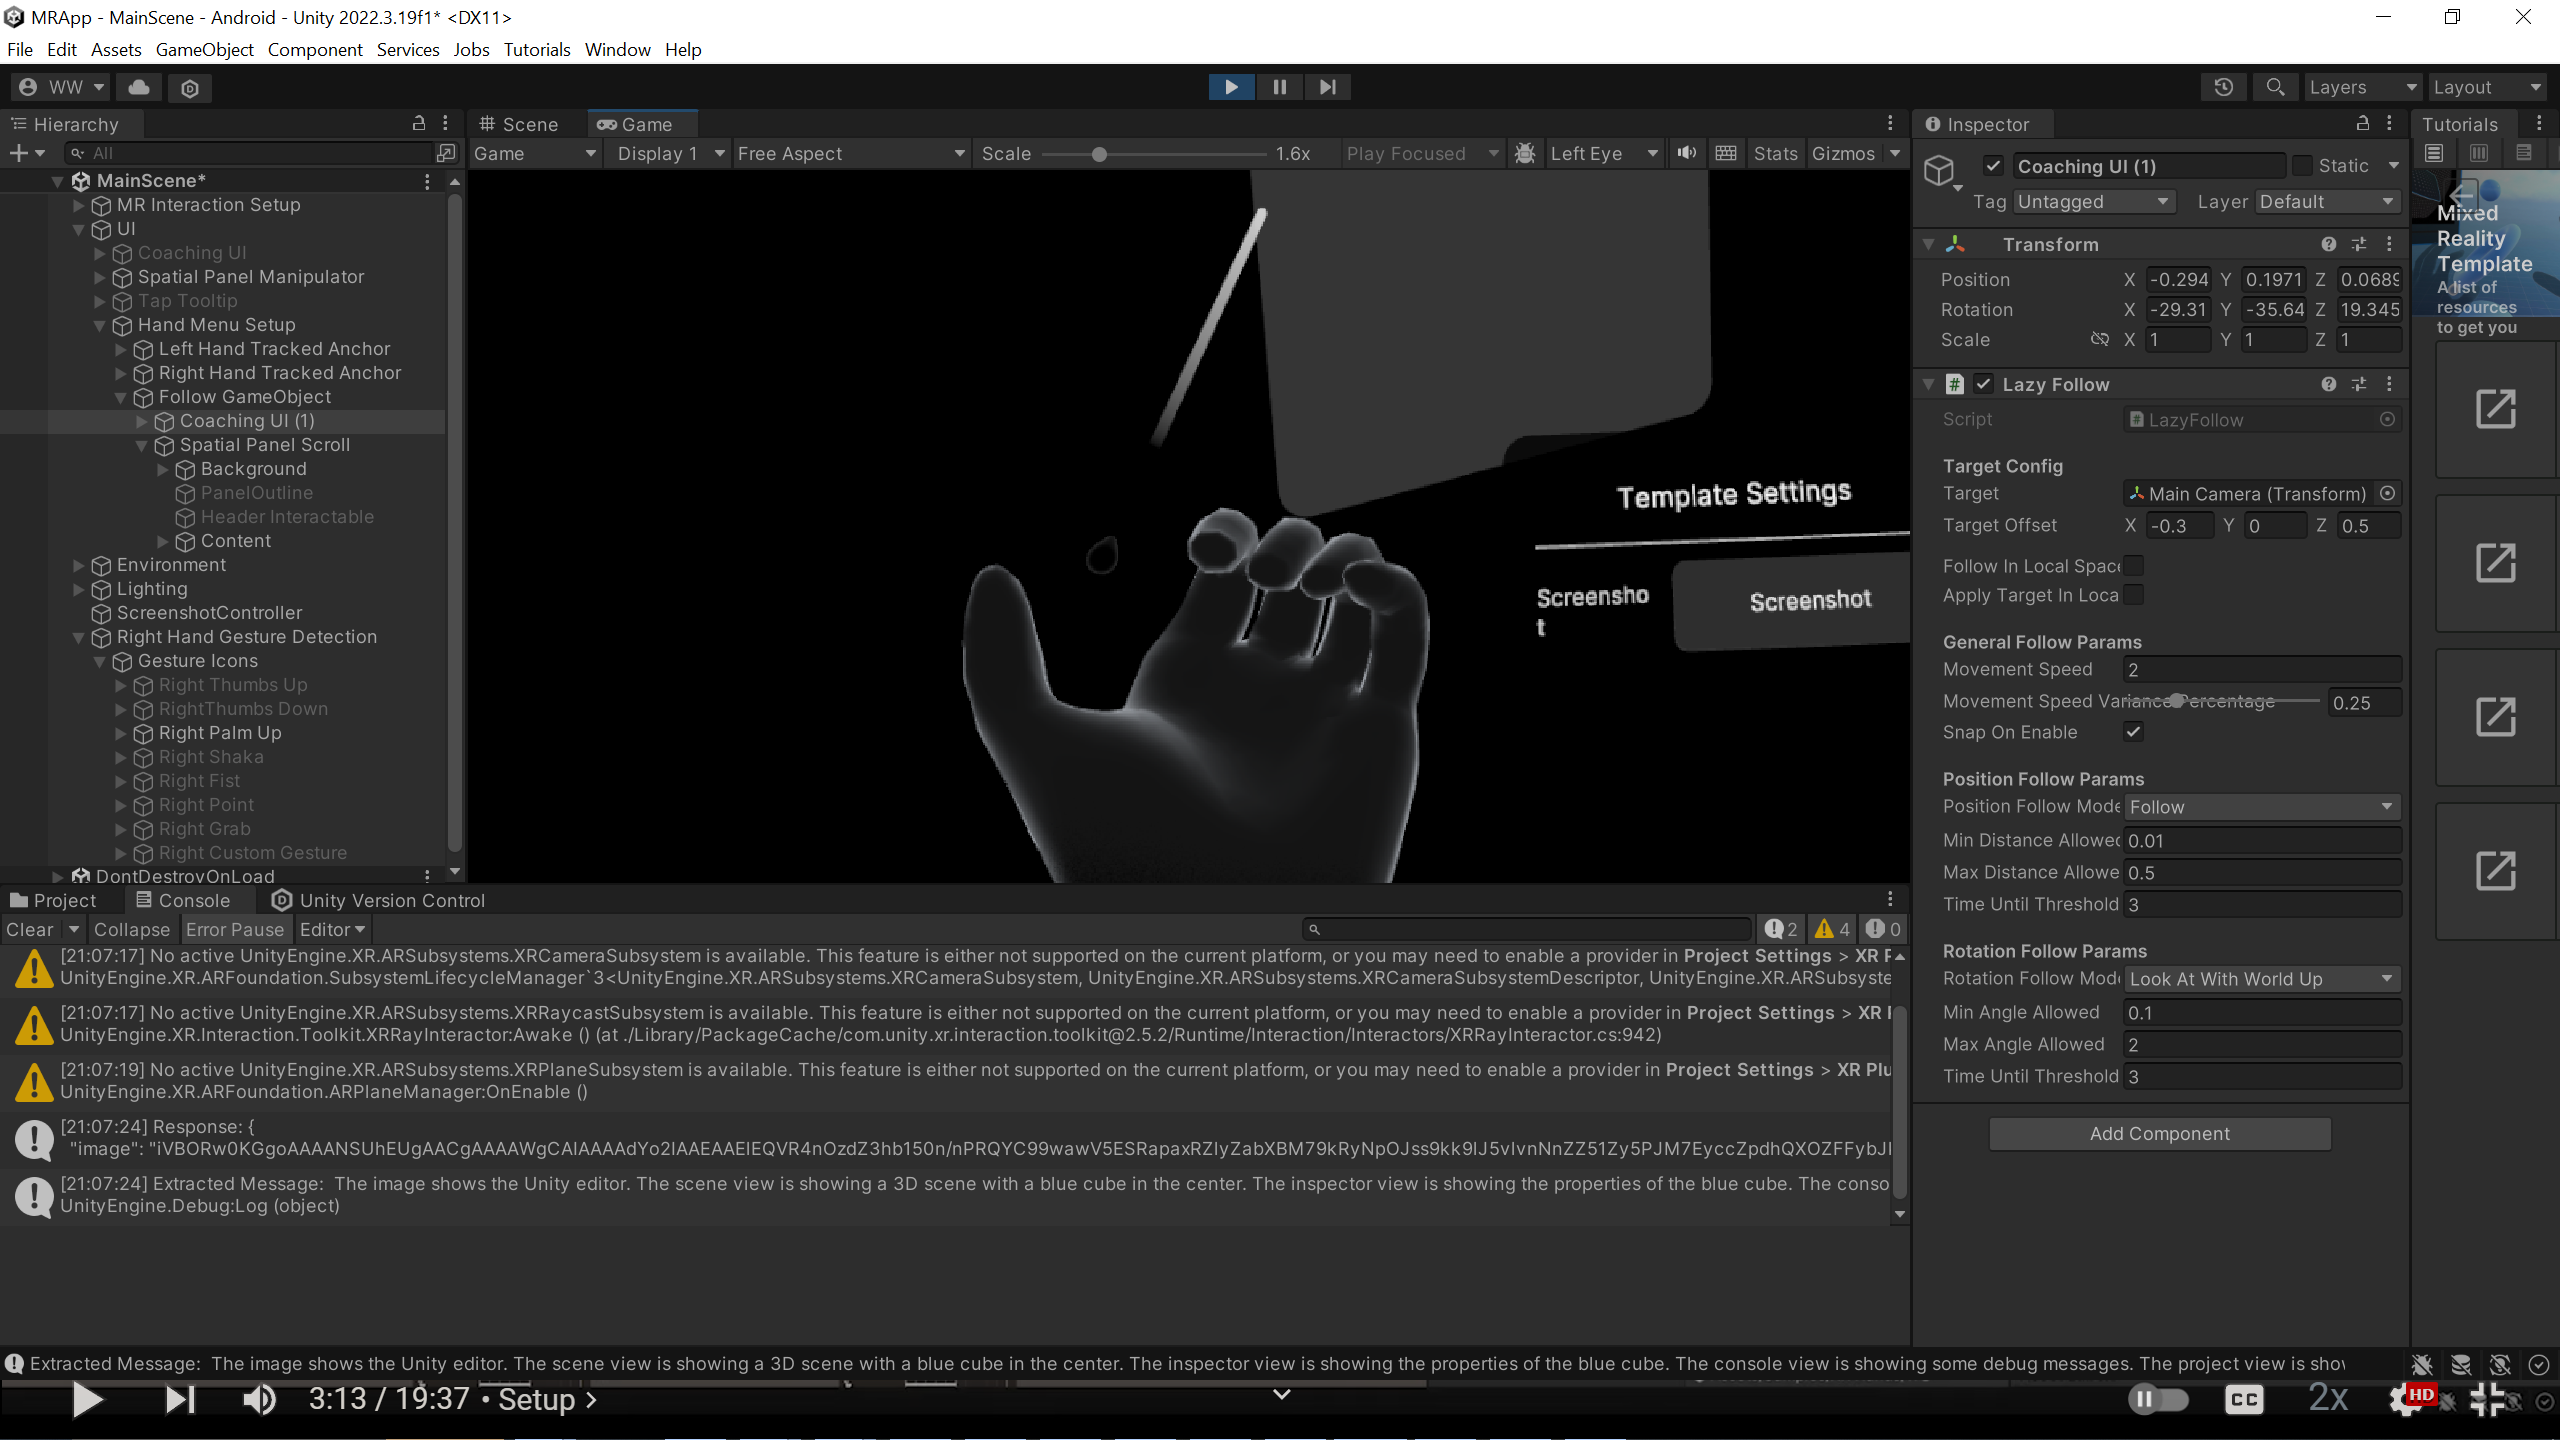 MRApp - MainScene - Android - Unity 2022.3.19f1* <DX11>
File Edit Assets GameObject Component Services Jobs Tutorials Window Help
WW
Layers Layout
Hierarchy
All
MainScene*
MR Interaction Setup
UI
Coaching UI
Spatial Panel Manipulator
Tap Tooltip
Hand Menu Setup
Left Hand Tracked Anchor
Right Hand Tracked Anchor
Follow GameObject
Coaching UI (1)
Spatial Panel Scroll
Background
PanelOutline
Header Interactable
Content
Environment
Lighting
ScreenshotController
Right Hand Gesture Detection
Gesture Icons
Right Thumbs Up
RightThumbs Down
Right Palm Up
Right Shaka
Right Fist
Right Point
Right Grab
Right Custom Gesture
DontDestroyOnLoad
Scene Game
Game Display 1 Free Aspect Scale 1.6x Play Focused Left Eye Stats Gizmos
Template Settings
Screensho
t
Screenshot
Inspector
Coaching UI (1) Static
Tag Untagged Layer Default
Transform
Position X -0.294 Y 0.1971 Z 0.0689
Rotation X -29.31 Y -35.64 Z 19.345
Scale X 1 Y 1 Z 1
# Lazy Follow
Script LazyFollow
Target Config
Target Main Camera (Transform)
Target Offset X -0.3 Y 0 Z 0.5
Follow In Local Spac
Apply Target In Loca
General Follow Params
Movement Speed 2
Movement Speed Variance Percentage 0.25
Snap On Enable
Position Follow Params
Position Follow Mode Follow
Min Distance Allowed 0.01
Max Distance Allowe 0.5
Time Until Threshold 3
Rotation Follow Params
Rotation Follow Mod Look At With World Up
Min Angle Allowed 0.1
Max Angle Allowed 2
Time Until Threshold 3
Add Component
Tutorials
Mixed
Reality
Template
A list of
resources
to get you
Project Console Unity Version Control
Clear Collapse Error Pause Editor 2 4 0
[21:07:17] No active UnityEngine.XR.ARSubsystems.XRCameraSubsystem is available. This feature is either not supported on the current platform, or you may need to enable a provider in Project Settings > XR P
UnityEngine.XR.ARFoundation.SubsystemLifecycleManager`3<UnityEngine.XR.ARSubsystems.XRCameraSubsystem, UnityEngine.XR.ARSubsystems.XRCameraSubsystemDescriptor, UnityEngine.XR.ARSubsyste
[21:07:17] No active UnityEngine.XR.ARSubsystems.XRRaycastSubsystem is available. This feature is either not supported on the current platform, or you may need to enable a provider in Project Settings > XR
UnityEngine.XR.Interaction.Toolkit.XRRayInteractor:Awake () (at ./Library/PackageCache/com.unity.xr.interaction.toolkit@2.5.2/Runtime/Interaction/Interactors/XRRayInteractor.cs:942)
[21:07:19] No active UnityEngine.XR.ARSubsystems.XRPlaneSubsystem is available. This feature is either not supported on the current platform, or you may need to enable a provider in Project Settings > XR Plu
UnityEngine.XR.ARFoundation.ARPlaneManager:OnEnable ()
[21:07:24] Response: {
"image": "iVBORw0KGgoAAAANSUhEUgAACgAAAAWgCAIAAAAdYo2IAAEAAElEQVR4nOzdZ3hb150n/nPRQYC99wawV5ESRapaxRZIyZabXBM79kRyNpOJss9kk9lJ5vIvnNnZZ51Zy5PJM7EyccZpdhQXOZFFybJI
[21:07:24] Extracted Message: The image shows the Unity editor. The scene view is showing a 3D scene with a blue cube in the center. The inspector view is showing the properties of the blue cube. The conso
UnityEngine.Debug:Log (object)
Extracted Message: The image shows the Unity editor. The scene view is showing a 3D scene with a blue cube in the center. The inspector view is showing the properties of the blue cube. The console view is showing some debug messages. The project view is show
3:13 / 19:37 • Setup >
CC 2x HD